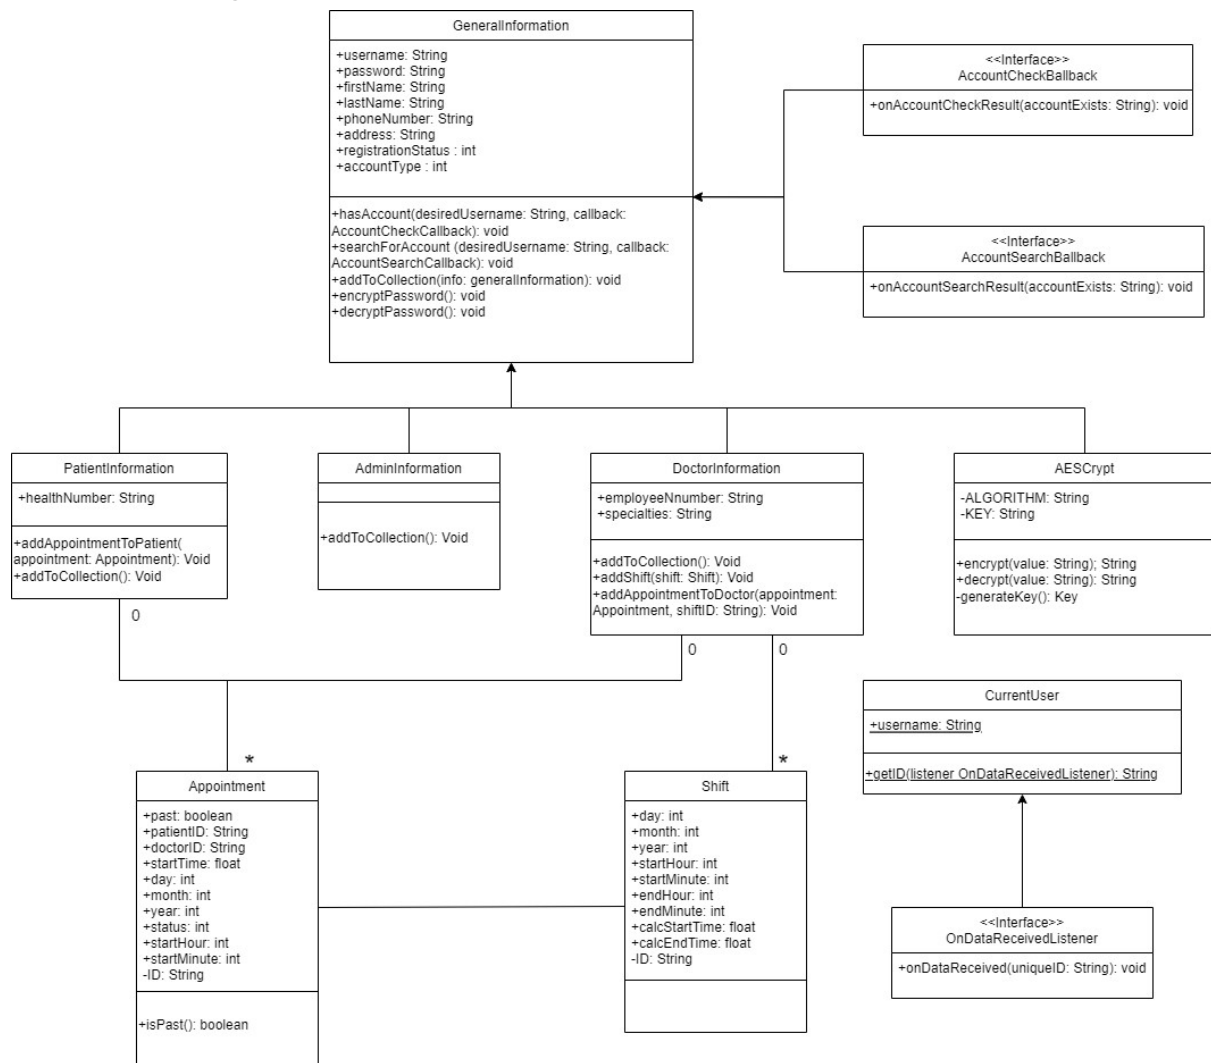 GeneralInformation
+username: String
+password: String
+firstName: String
+lastName: String
+phoneNumber: String
+address: String
+registrationStatus : int
+accountType : int
+hasAccount(desiredUsername: String, callback:
AccountCheckCallback): void
+searchForAccount (desiredUsername: String, callback:
AccountSearchCallback): void
+addToCollection(info: generalInformation): void
+encryptPassword(): void
+decryptPassword(): void
<<Interface>>
AccountCheckBallback
+onAccountCheckResult(accountExists: String): void
<<Interface>>
AccountSearchBallback
+onAccountSearchResult(accountExists: String): void
PatientInformation
+healthNumber: String
+addAppointmentToPatient(
appointment: Appointment): Void
+addToCollection(): Void
0
AdminInformation
+addToCollection(): Void
DoctorInformation
+employeeNnumber: String
+specialties: String
+addToCollection(): Void
+addShift(shift: Shift): Void
+addAppointmentToDoctor(appointment:
Appointment, shiftID: String): Void
0
0
AESCrypt
-ALGORITHM: String
-KEY: String
+encrypt(value: String); String
+decrypt(value: String): String
-generateKey(): Key
CurrentUser
+username: String
+getID(listener OnDataReceivedListener): String
*
Appointment
+past: boolean
+patientID: String
+doctorID: String
+startTime: float
+day: int
+month: int
+year: int
+status: int
+startHour: int
+startMinute: int
-ID: String
+isPast(): boolean
*
Shift
+day: int
+month: int
+year: int
+startHour: int
+startMinute: int
+endHour: int
+endMinute: int
+calcStartTime: float
+calcEndTime: float
-ID: String
<<Interface>>
OnDataReceivedListener
+onDataReceived(uniqueID: String): void